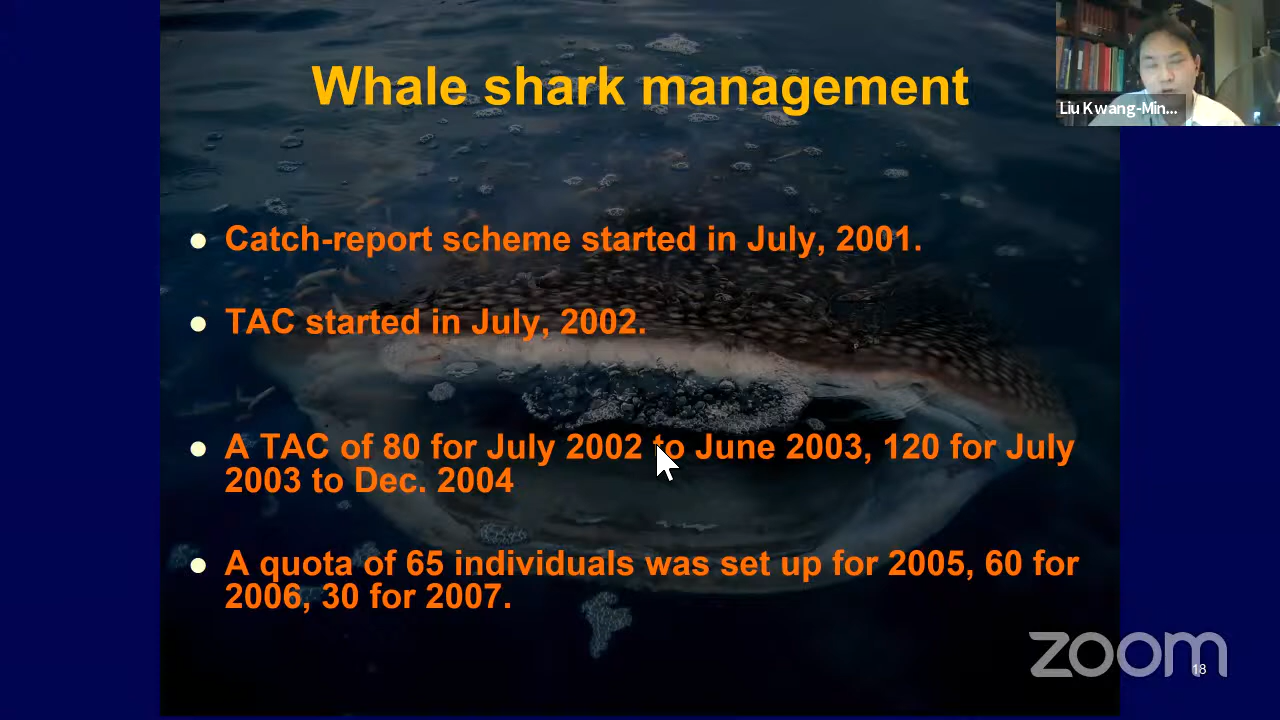 Whale shark management
Liu Kwang-Min...
Catch-report scheme started in July, 2001.
TAC started in July, 2002.
A TAC of 80 for July 2002 to June 2003, 120 for July
2003 to Dec. 2004
A quota of 65 individuals was set up for 2005, 60 for
2006, 30 for 2007.
zoom
18